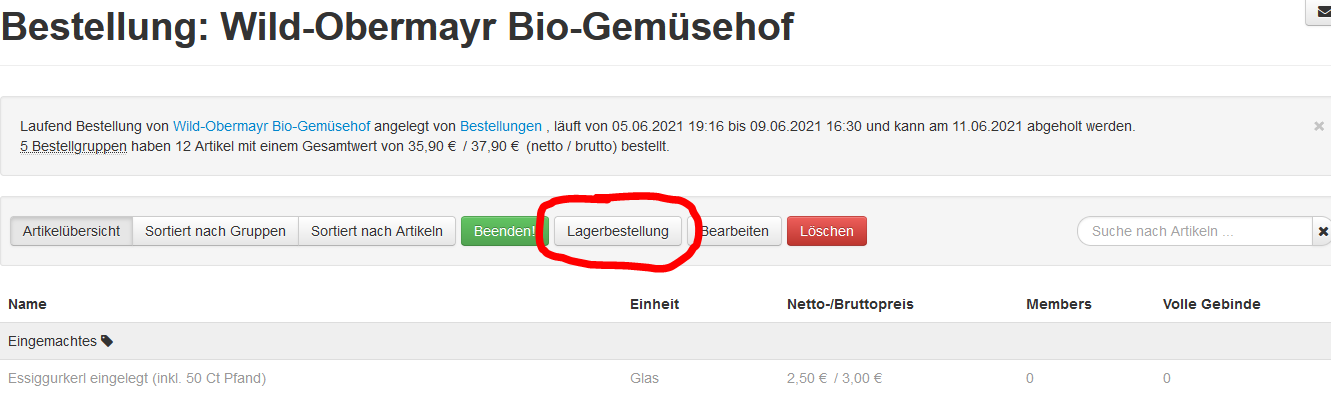 Bestellung: Wild-Obermayr Bio-Gemüsehof
Laufend Bestellung von Wild-Obermayr Bio-Gemüsehof angelegt von Bestellungen , läuft von 05.06.2021 19:16 bis 09.06.2021 16:30 und kann am 11.06.2021 abgeholt werden.
5 Bestellgruppen haben 12 Artikel mit einem Gesamtwert von 35,90 € / 37,90 € (netto / brutto) bestellt.
Artikelübersicht Sortiert nach Gruppen Sortiert nach Artikeln Beenden! Lagerbestellung Bearbeiten Löschen Suche nach Artikeln ...
Name Einheit Netto-/Bruttopreis Members Volle Gebinde
Eingemachtes
Essiggurkerl eingelegt (inkl. 50 Ct Pfand) Glas 2,50 € / 3,00 € 0 0